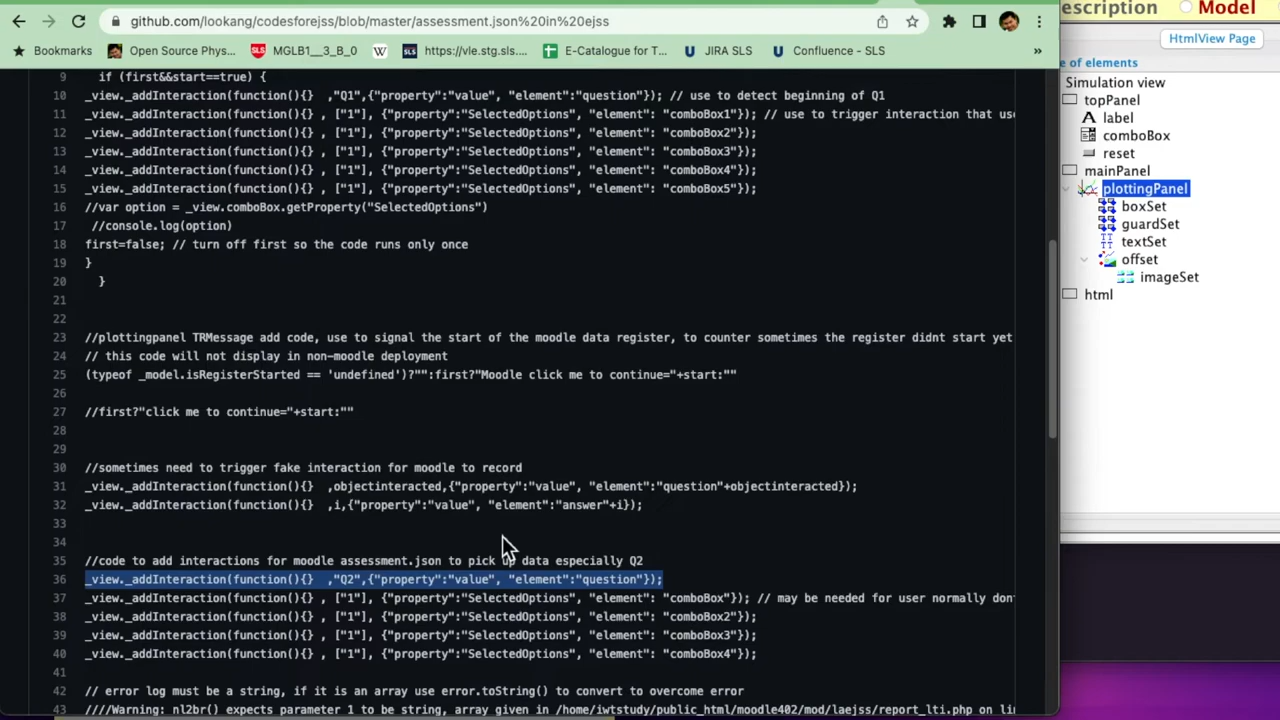 github.com/lookang/codesforejss/blob/master/assessment.json%20in%20ejss
Bookmarks
Open Source Phys...
MGLB1__3_B_0
W
https://vle.stg.sls....
E-Catalogue for T...
JIRA SLS
Confluence - SLS
»
9 if (first&&start==true) {
10 _view._addInteraction(function(){} ,"Q1",{"property":"value", "element":"question"}); // use to detect beginning of Q1
11 _view._addInteraction(function(){} , ["1"], {"property":"SelectedOptions", "element": "comboBox1"}); // use to trigger interaction that use
12 _view._addInteraction(function(){} , ["1"], {"property":"SelectedOptions", "element": "comboBox2"});
13 _view._addInteraction(function(){} , ["1"], {"property":"SelectedOptions", "element": "comboBox3"});
14 _view._addInteraction(function(){} , ["1"], {"property":"SelectedOptions", "element": "comboBox4"});
15 _view._addInteraction(function(){} , ["1"], {"property":"SelectedOptions", "element": "comboBox5"});
16 //var option = _view.comboBox.getProperty("SelectedOptions")
17 //console.log(option)
18 first=false; // turn off first so the code runs only once
19 }
20 }
21
22
23 //plottingpanel TRMessage add code, use to signal the start of the moodle data register, to counter sometimes the register didnt start yet
24 // this code will not display in non-moodle deployment
25 (typeof _model.isRegisterStarted == 'undefined')?"":first?"Moodle click me to continue="+start:""
26
27 //first?"click me to continue="+start:""
28
29
30 //sometimes need to trigger fake interaction for moodle to record
31 _view._addInteraction(function(){} ,objectinteracted,{"property":"value", "element":"question"+objectinteracted});
32 _view._addInteraction(function(){} ,i,{"property":"value", "element":"answer"+i});
33
34
35 //code to add interactions for moodle assessment.json to pick up data especially Q2
36 _view._addInteraction(function(){} ,"Q2",{"property":"value", "element":"question"});
37 _view._addInteraction(function(){} , ["1"], {"property":"SelectedOptions", "element": "comboBox"}); // may be needed for user normally don
38 _view._addInteraction(function(){} , ["1"], {"property":"SelectedOptions", "element": "comboBox2"});
39 _view._addInteraction(function(){} , ["1"], {"property":"SelectedOptions", "element": "comboBox3"});
40 _view._addInteraction(function(){} , ["1"], {"property":"SelectedOptions", "element": "comboBox4"});
41
42 // error log must be a string, if it is an array use error.toString() to convert to overcome error
43 ////Warning: nl2br() expects parameter 1 to be string, array given in /home/iwtstudy/public_html/moodle402/mod/laejss/report_lti.php on li
escription
Model
HtmlView Page
e of elements
Simulation view
topPanel
label
comboBox
reset
mainPanel
plottingPanel
boxSet
guardSet
textSet
offset
imageSet
html